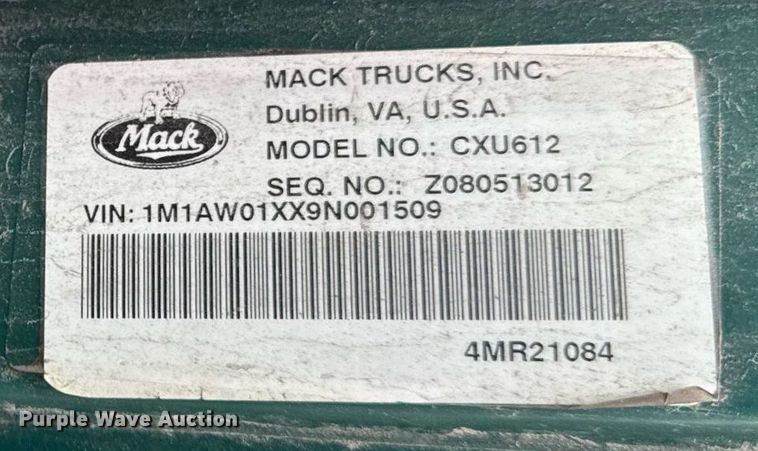 Mack
MACK TRUCKS, INC.
Dublin, VA, U.S.A.
MODEL NO.: CXU612
SEQ. NO.: Z080513012
VIN: 1M1AW01XX9N001509
4MR21084
Purple Wave Auction